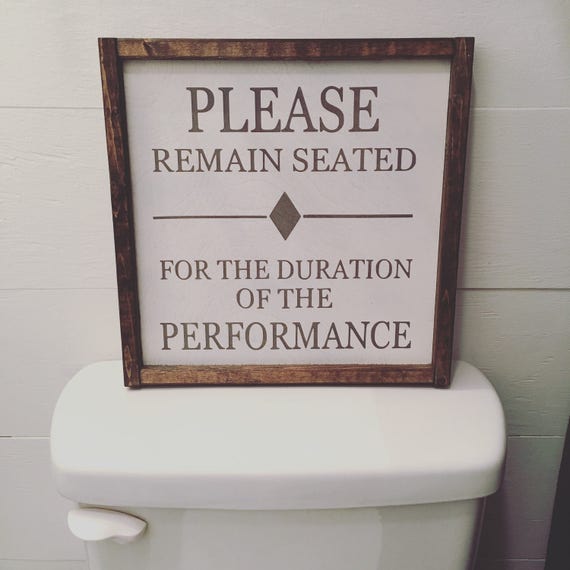 PLEASE
REMAIN SEATED
FOR THE DURATION
OF THE
PERFORMANCE